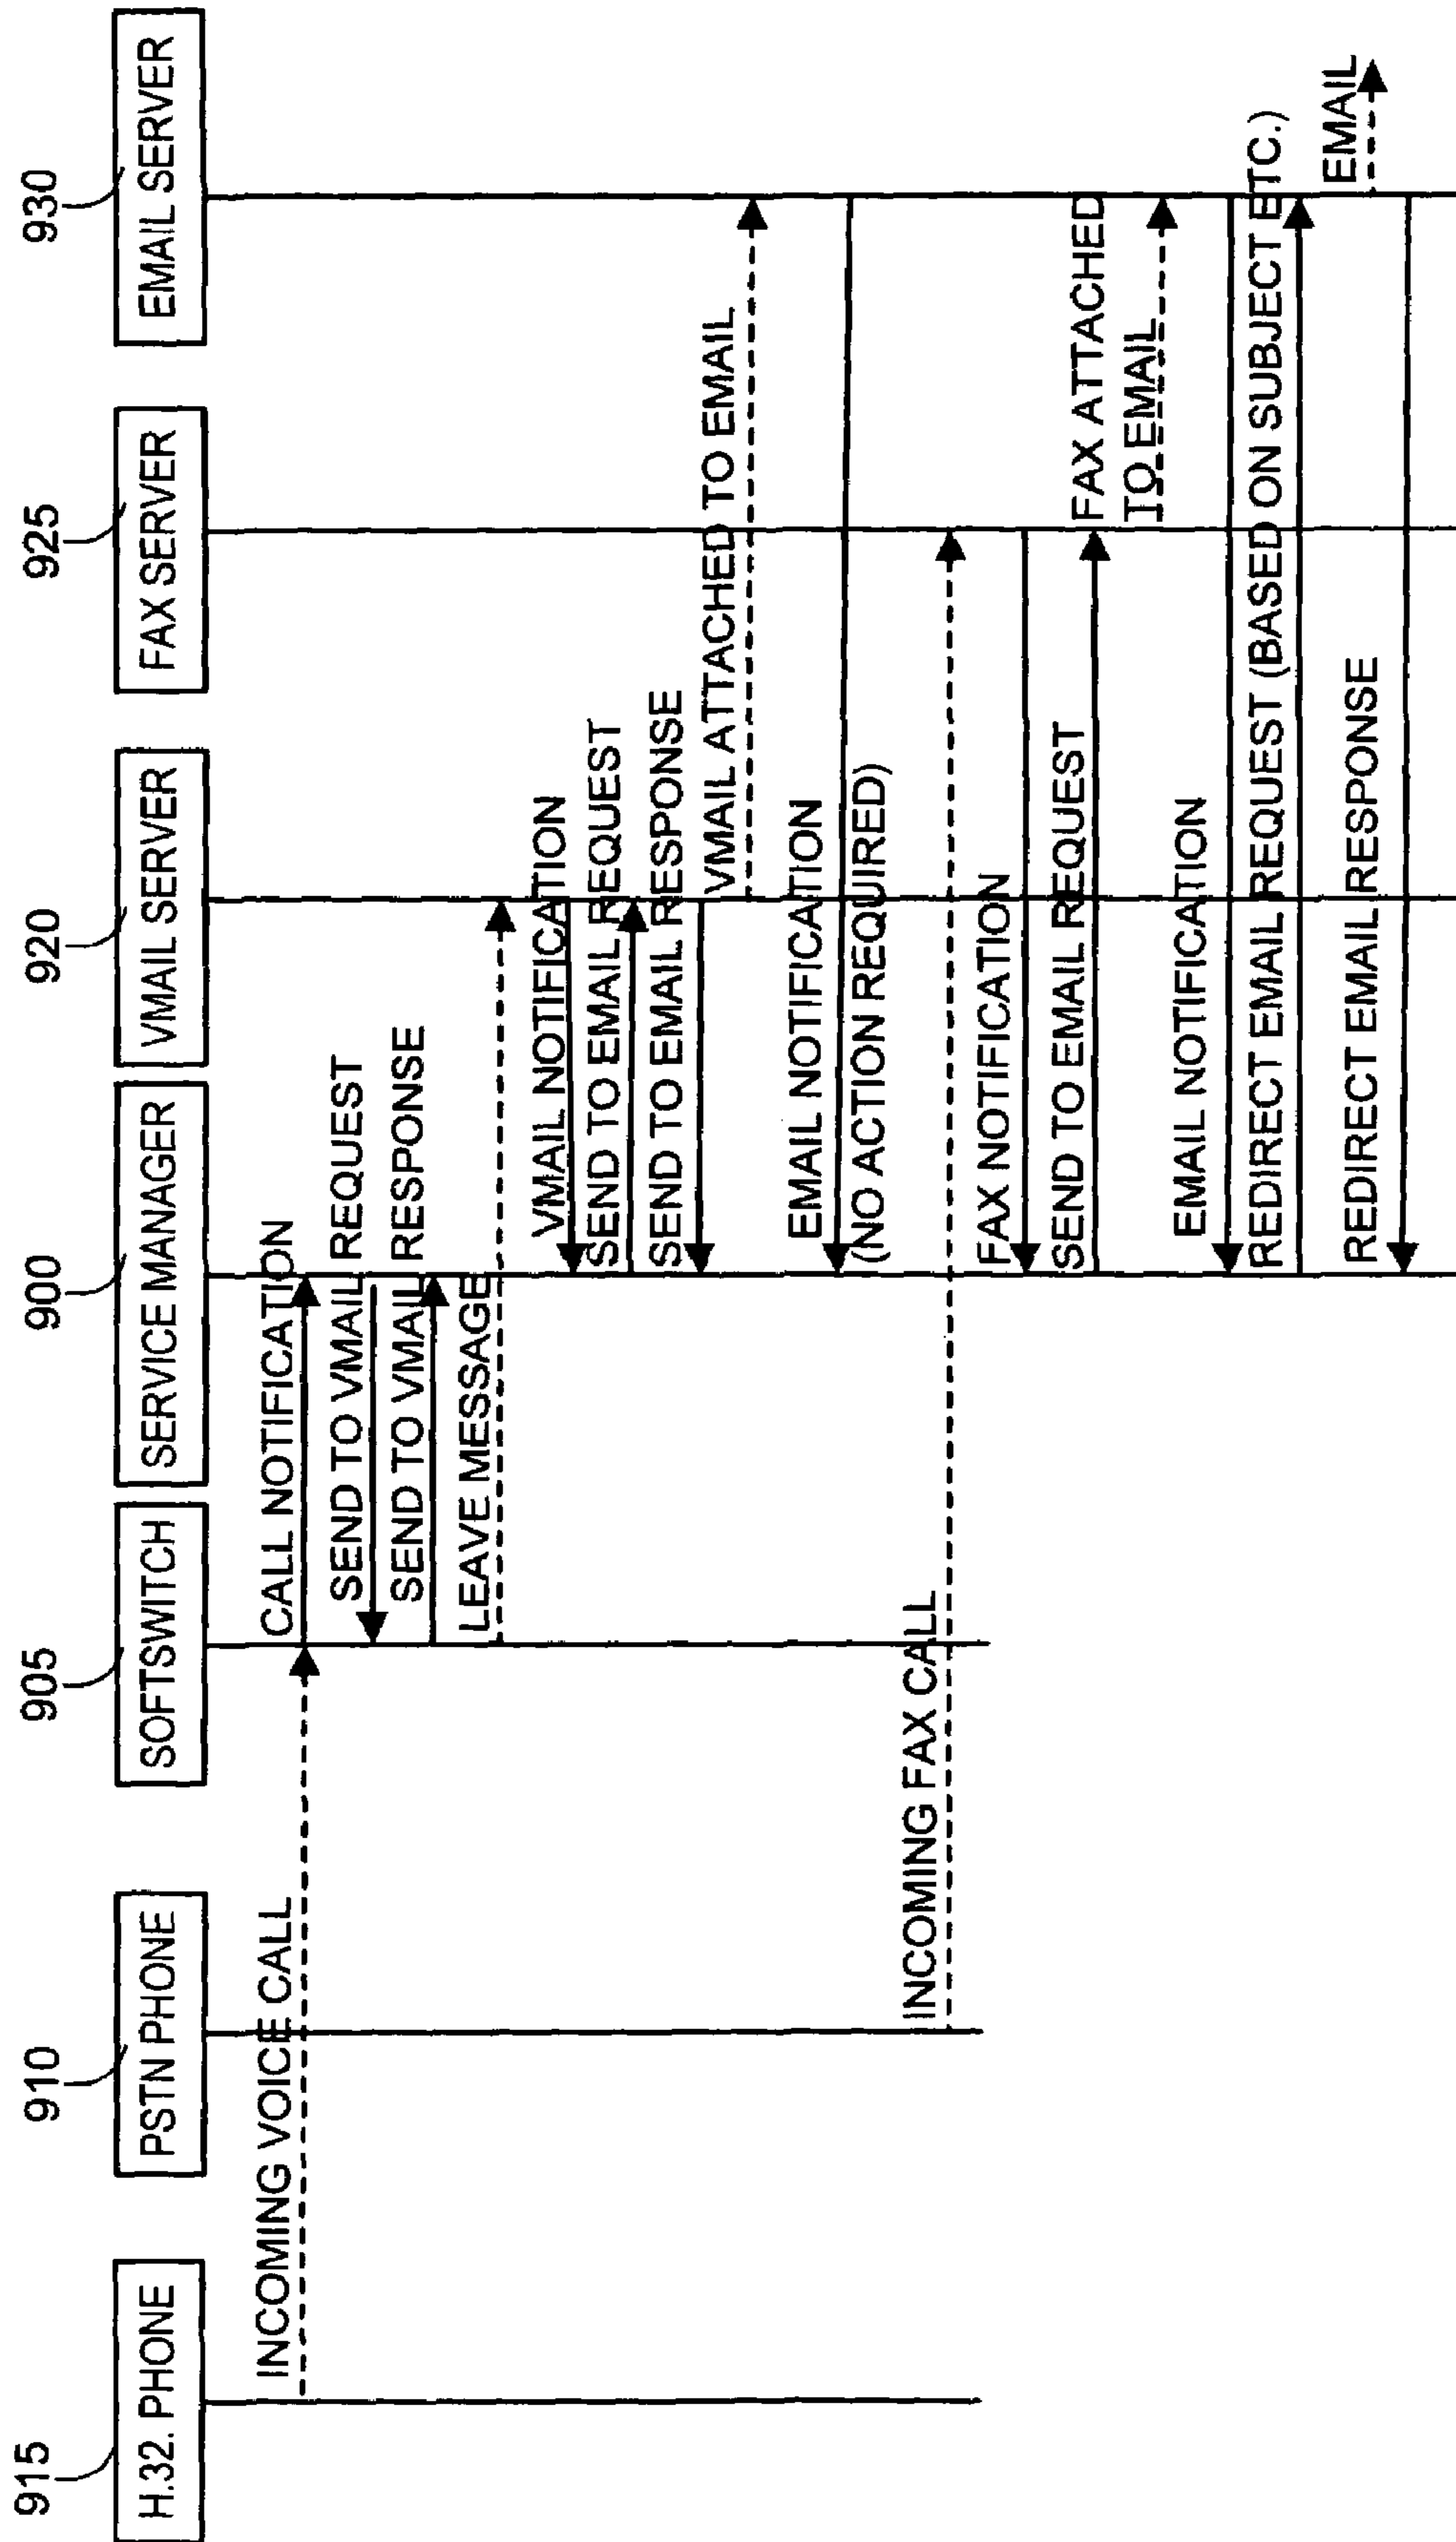 915
910
905
900
920
925
930
H.32. PHONE
PSTN PHONE
SOFTSWITCH
SERVICE MANAGER
VMAIL SERVER
FAX SERVER
EMAIL SERVER
INCOMING VOICE CALL
CALL NOTIFICATION
SEND TO VMAIL REQUEST
SEND TO VMAIL RESPONSE
LEAVE MESSAGE
VMAIL NOTIFICATION
SEND TO EMAIL REQUEST
SEND TO EMAIL RESPONSE
VMAIL ATTACHED TO EMAIL
EMAIL NOTIFICATION
(NO ACTION REQUIRED)
INCOMING FAX CALL
FAX NOTIFICATION
SEND TO EMAIL REQUEST
FAX ATTACHED
TO EMAIL
EMAIL NOTIFICATION
REDIRECT EMAIL REQUEST (BASED ON SUBJECT ETC.)
EMAIL
REDIRECT EMAIL RESPONSE